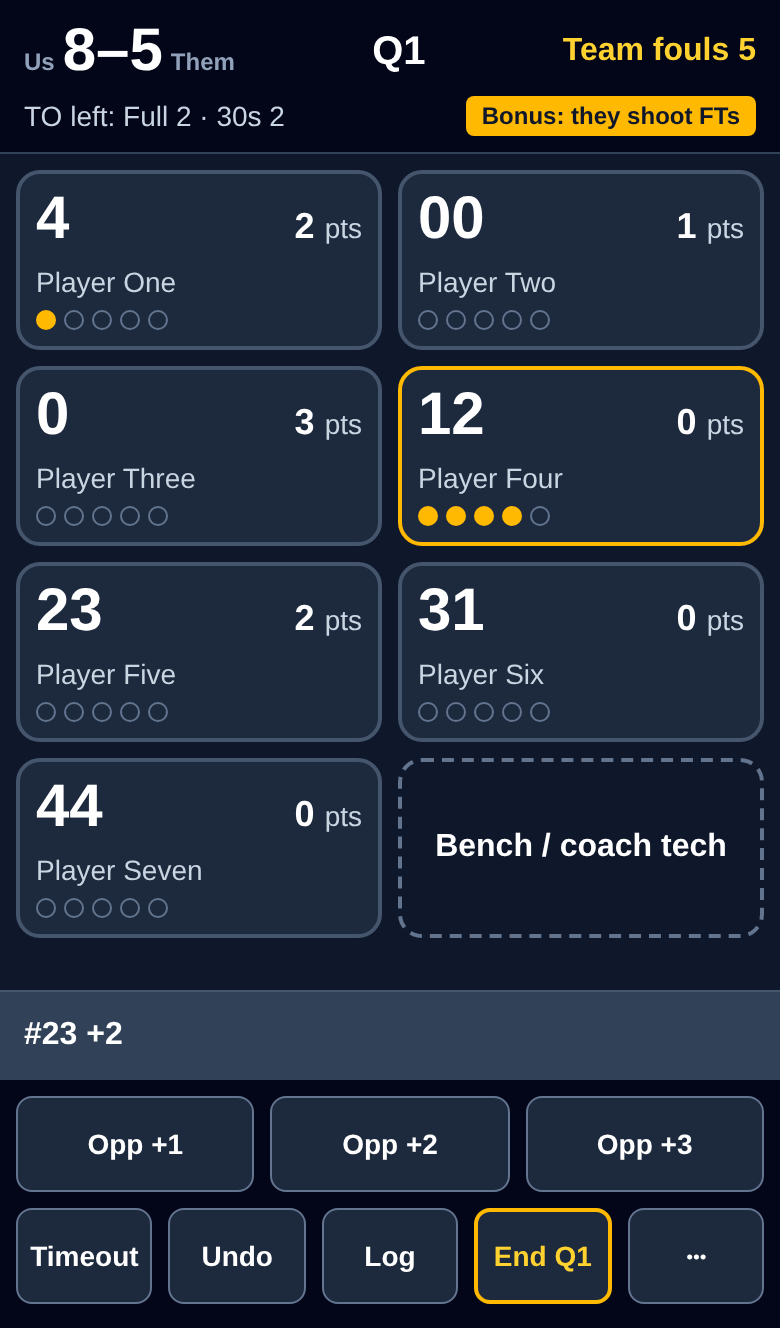 Us 8–5 Them
Q1
Team fouls 5
TO left: Full 2 · 30s 2
Bonus: they shoot FTs
4
2 pts
Player One
00
1 pts
Player Two
0
3 pts
Player Three
12
0 pts
Player Four
23
2 pts
Player Five
31
0 pts
Player Six
44
0 pts
Player Seven
Bench / coach tech
#23 +2
Opp +1
Opp +2
Opp +3
Timeout
Undo
Log
End Q1
···